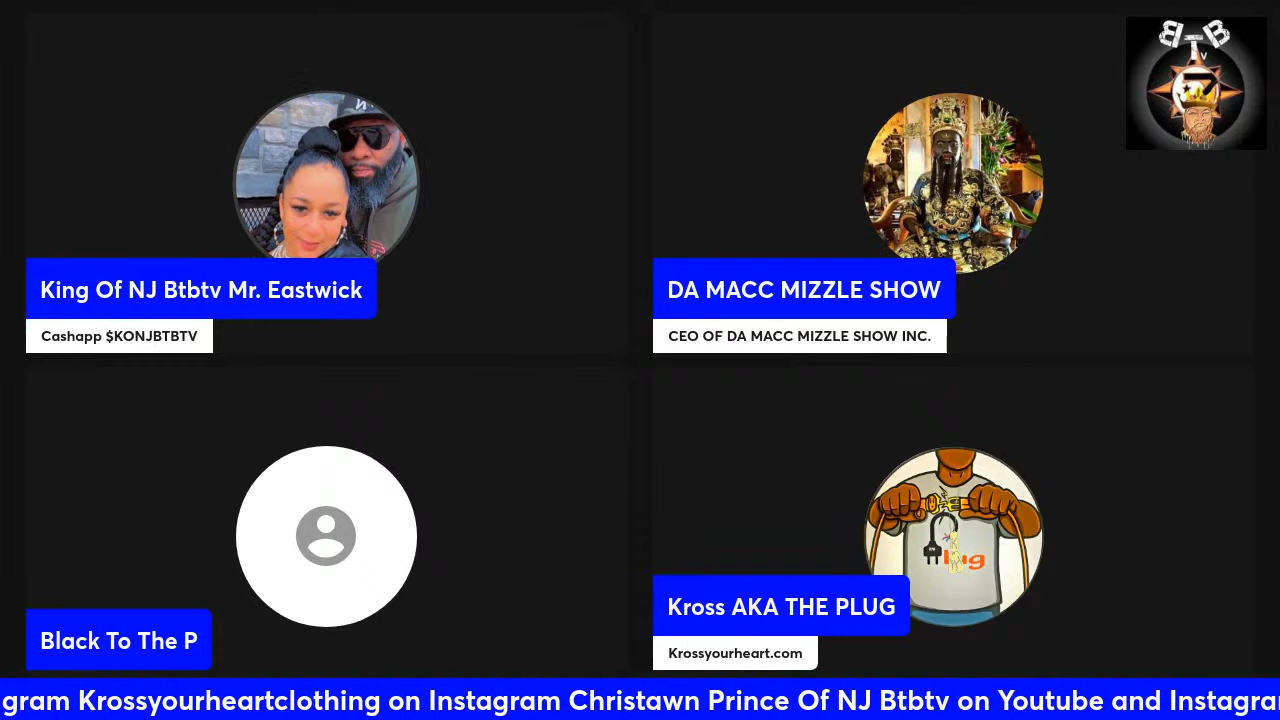 BTB
Tv
King Of NJ Btbtv Mr. Eastwick
Cashapp $KONJBTBTV
DA MACC MIZZLE SHOW
CEO OF DA MACC MIZZLE SHOW INC.
Black To The P
Kross AKA THE PLUG
Krossyourheart.com
gram Krossyourheartclothing on Instagram Christawn Prince Of NJ Btbtv on Youtube and Instagra